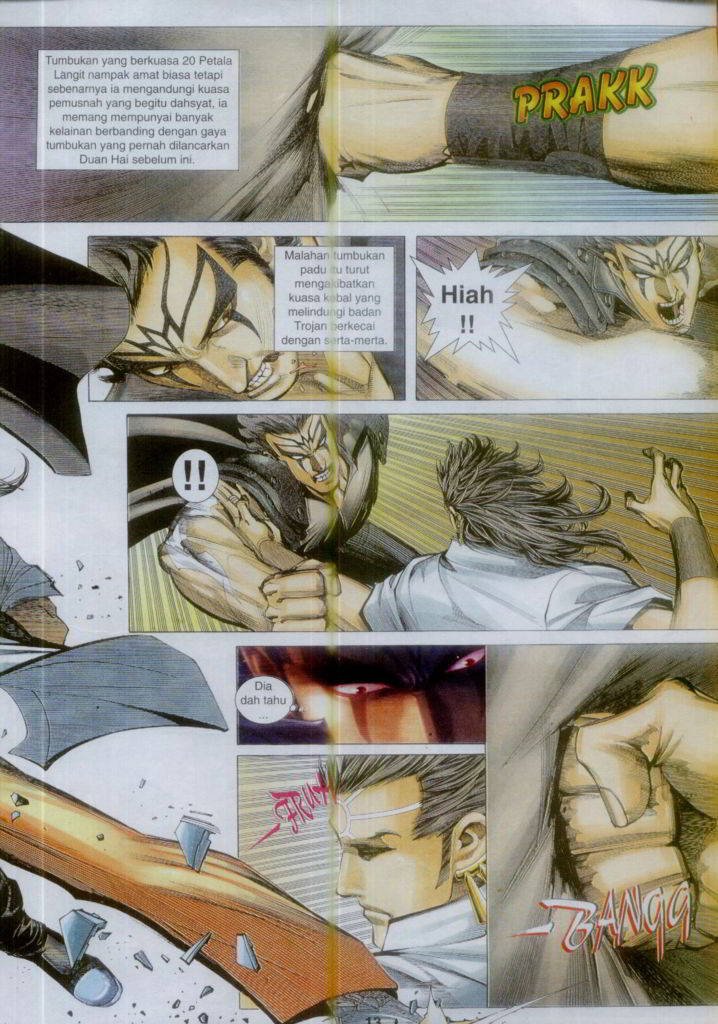 Tumbukan yang berkuasa 20 Petala
Langit nampak amat biasa tetapi
sebenarnya ia mengandungi kuasa
pemusnah yang begitu dahsyat, ia
memang mempunyai banyak
kelainan berbanding dengan gaya
tumbukan yang pernah dilancarkan
Duan Hai sebelum ini.
PRAKK
Malahan tumbukan
padu itu turut
mengakibatkan
kuasa kebal yang
melindungi badan
Trojan berkecai
dengan serta-merta.
Hiah
!!
!!
Dia
dah tahu
...
BANGG
13